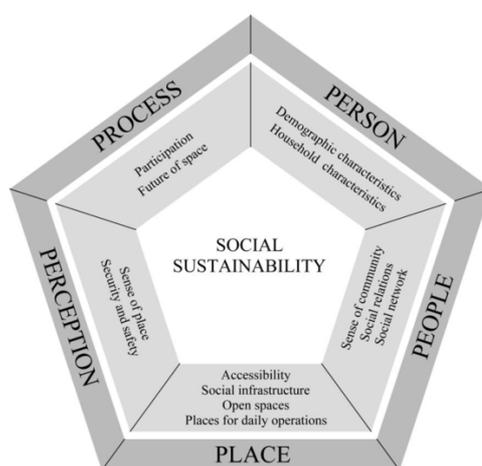 PROCESS
PERSON
Participation
Future of space
Demographic characteristics
Household characteristics
SOCIAL
SUSTAINABILITY
PERCEPTION
Sense of place
Security and safety
Sense of community
Social relations
Social network
PEOPLE
Accessibility
Social infrastructure
Open spaces
Places for daily operations
PLACE